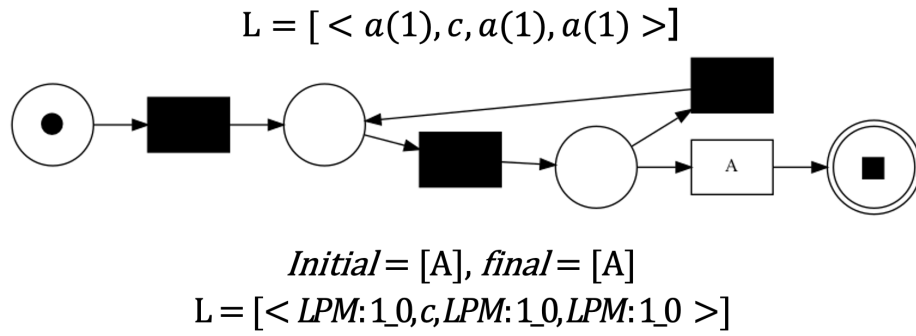 L = [ < a(1), c, a(1), a(1) >]
A
Initial = [A], final = [A]
L = [< LPM: 1_0,c,LPM: 1_0,LPM: 1_0 >]